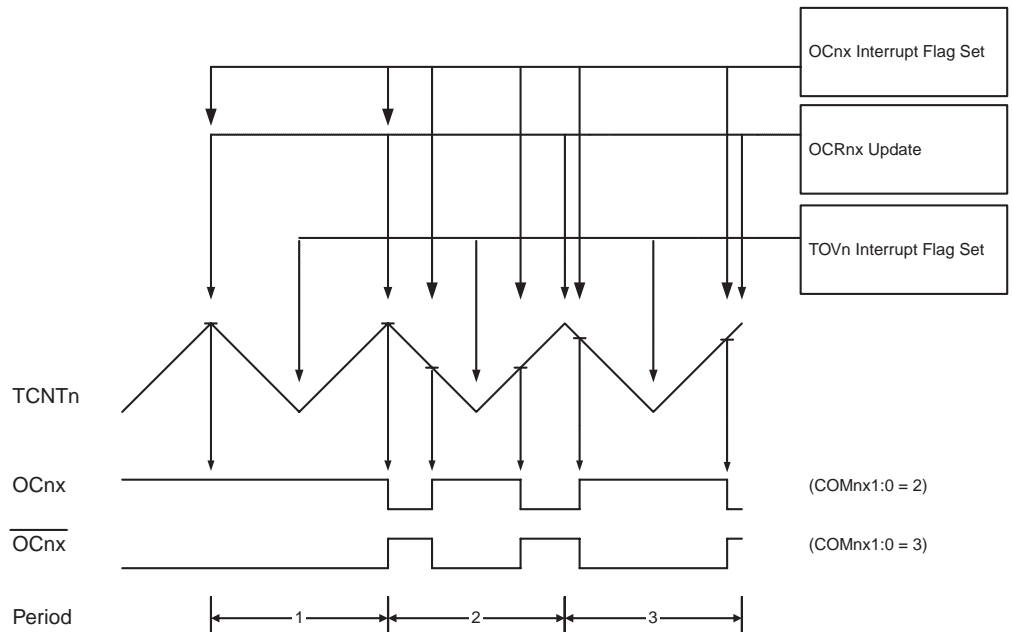 OCnx Interrupt Flag Set
OCRnx Update
TOVn Interrupt Flag Set
TCNTn
OCnx
(COMnx1:0 = 2)
OCnx
(COMnx1:0 = 3)
Period
1
2
3